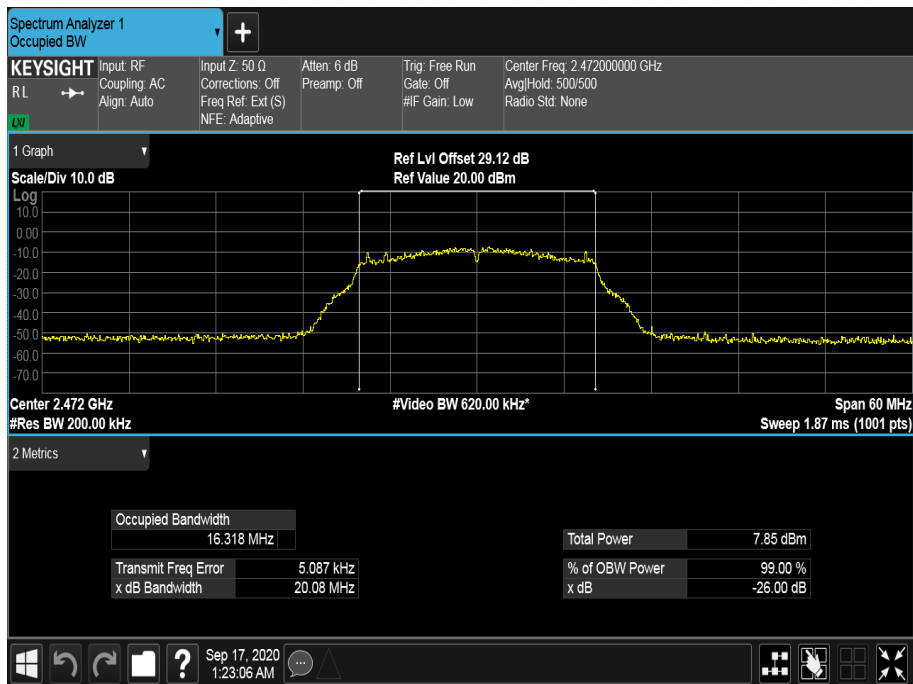 Spectrum Analyzer 1
Occupied BW
+
KEYSIGHT
R L
LXI
Input: RF
Coupling: AC
Align: Auto
Input Z: 50 Ω
Corrections: Off
Freq Ref: Ext (S)
NFE: Adaptive
Atten: 6 dB
Preamp: Off
Trig: Free Run
Gate: Off
#IF Gain: Low
Center Freq: 2.472000000 GHz
Avg|Hold: 500/500
Radio Std: None
1 Graph
Scale/Div 10.0 dB
Ref Lvl Offset 29.12 dB
Ref Value 20.00 dBm
Log
10.0
0.00
-10.0
-20.0
-30.0
-40.0
-50.0
-60.0
-70.0
Center 2.472 GHz
#Res BW 200.00 kHz
#Video BW 620.00 kHz*
Span 60 MHz
Sweep 1.87 ms (1001 pts)
2 Metrics
Occupied Bandwidth
16.318 MHz
Transmit Freq Error 5.087 kHz
x dB Bandwidth 20.08 MHz
Total Power 7.85 dBm
% of OBW Power 99.00 %
x dB -26.00 dB
?
Sep 17, 2020
1:23:06 AM